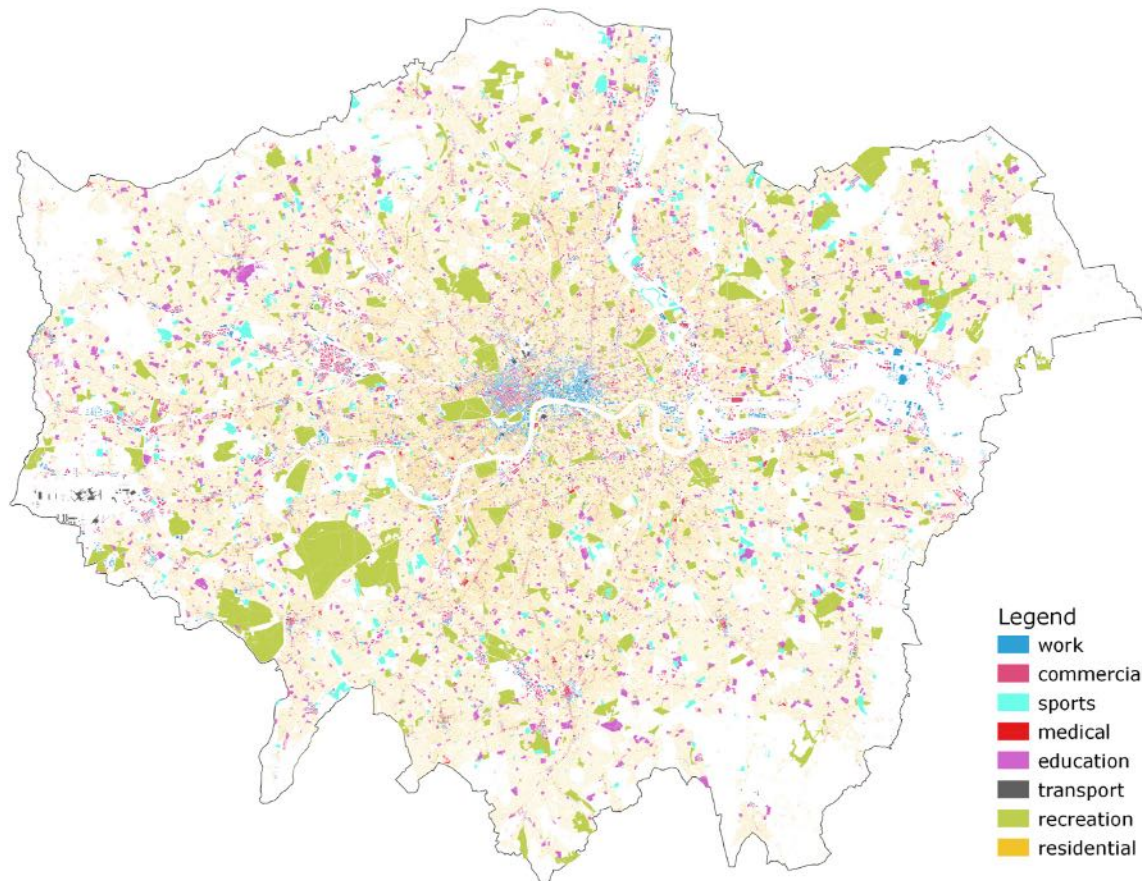 Legend
work
commercia
sports
medical
education
transport
recreation
residential